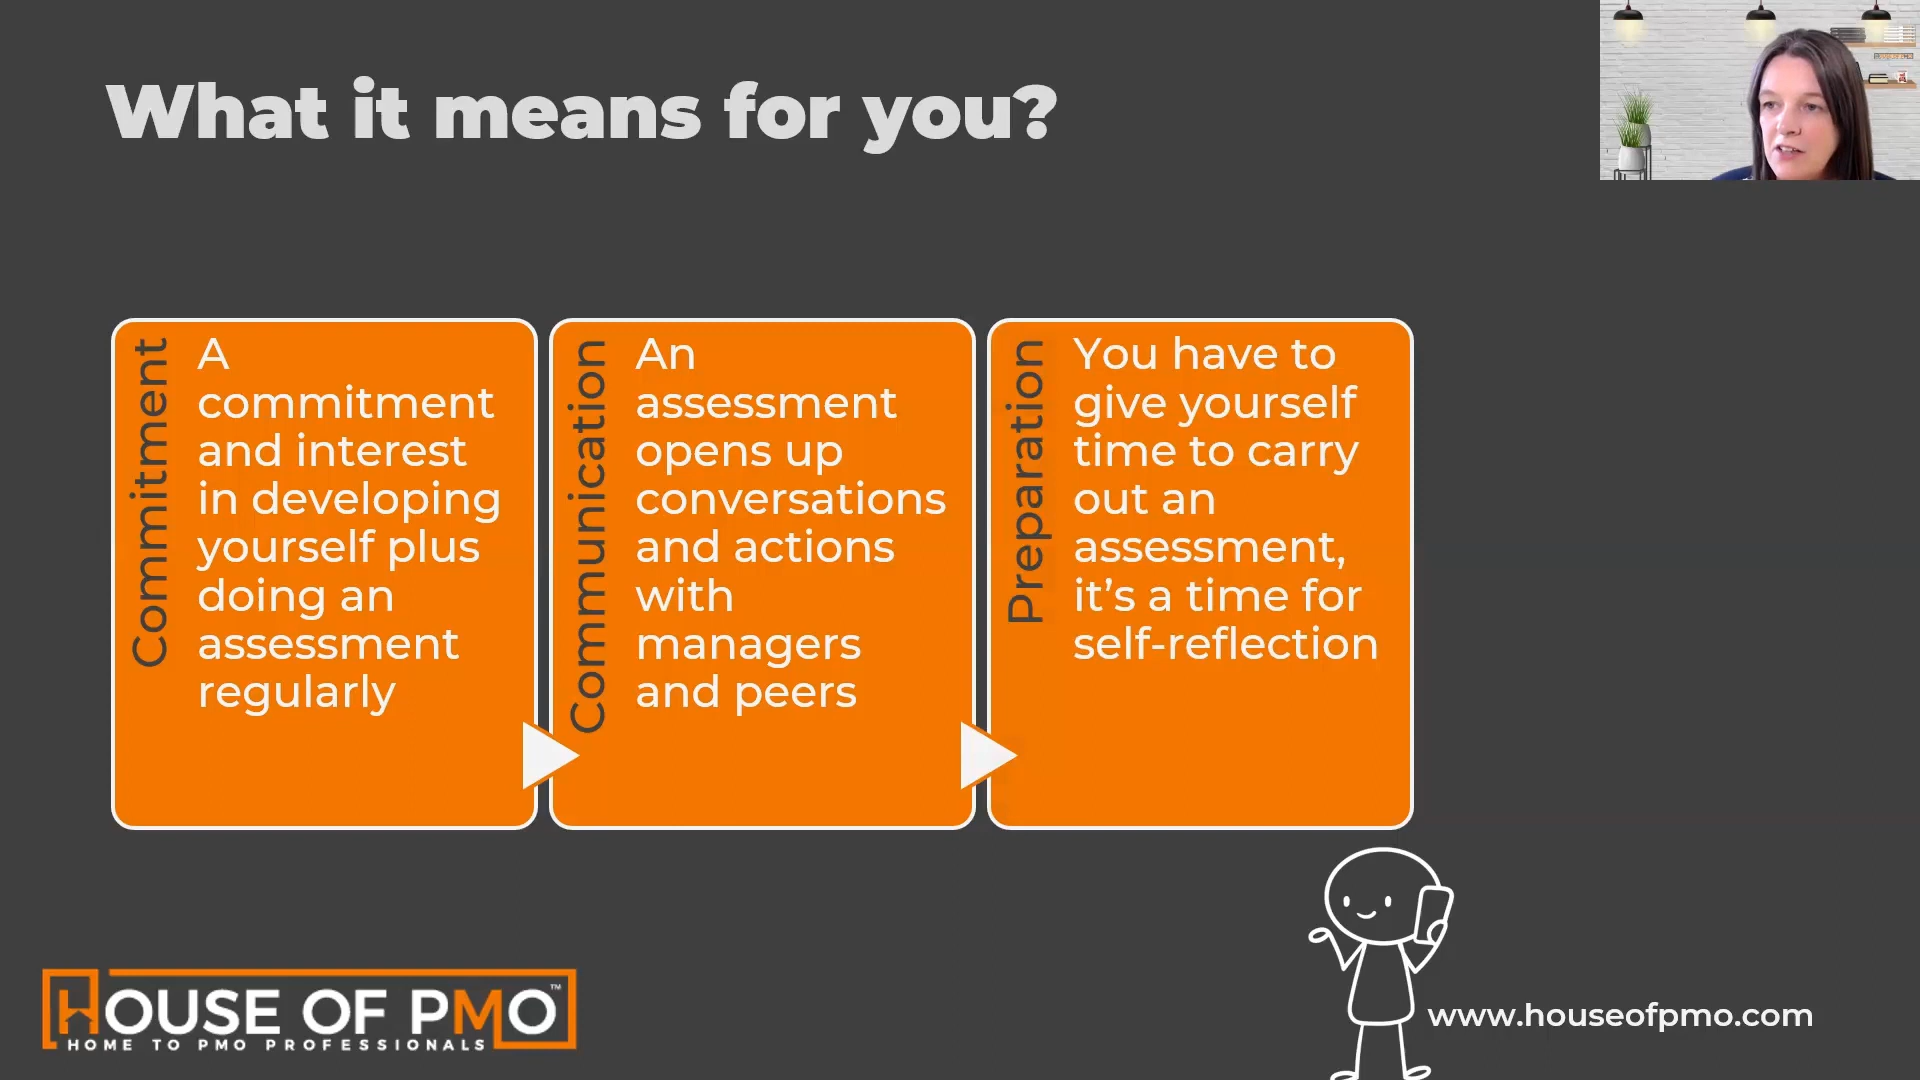 What it means for you?
Commitment
A
commitment
and interest
in developing
yourself plus
doing an
assessment
regularly
Communication
An
assessment
opens up
conversations
and actions
with
managers
and peers
Preparation
You have to
give yourself
time to carry
out an
assessment,
it’s a time for
self-reflection
HOUSE OF PMO™
HOME TO PMO PROFESSIONALS
www.houseofpmo.com